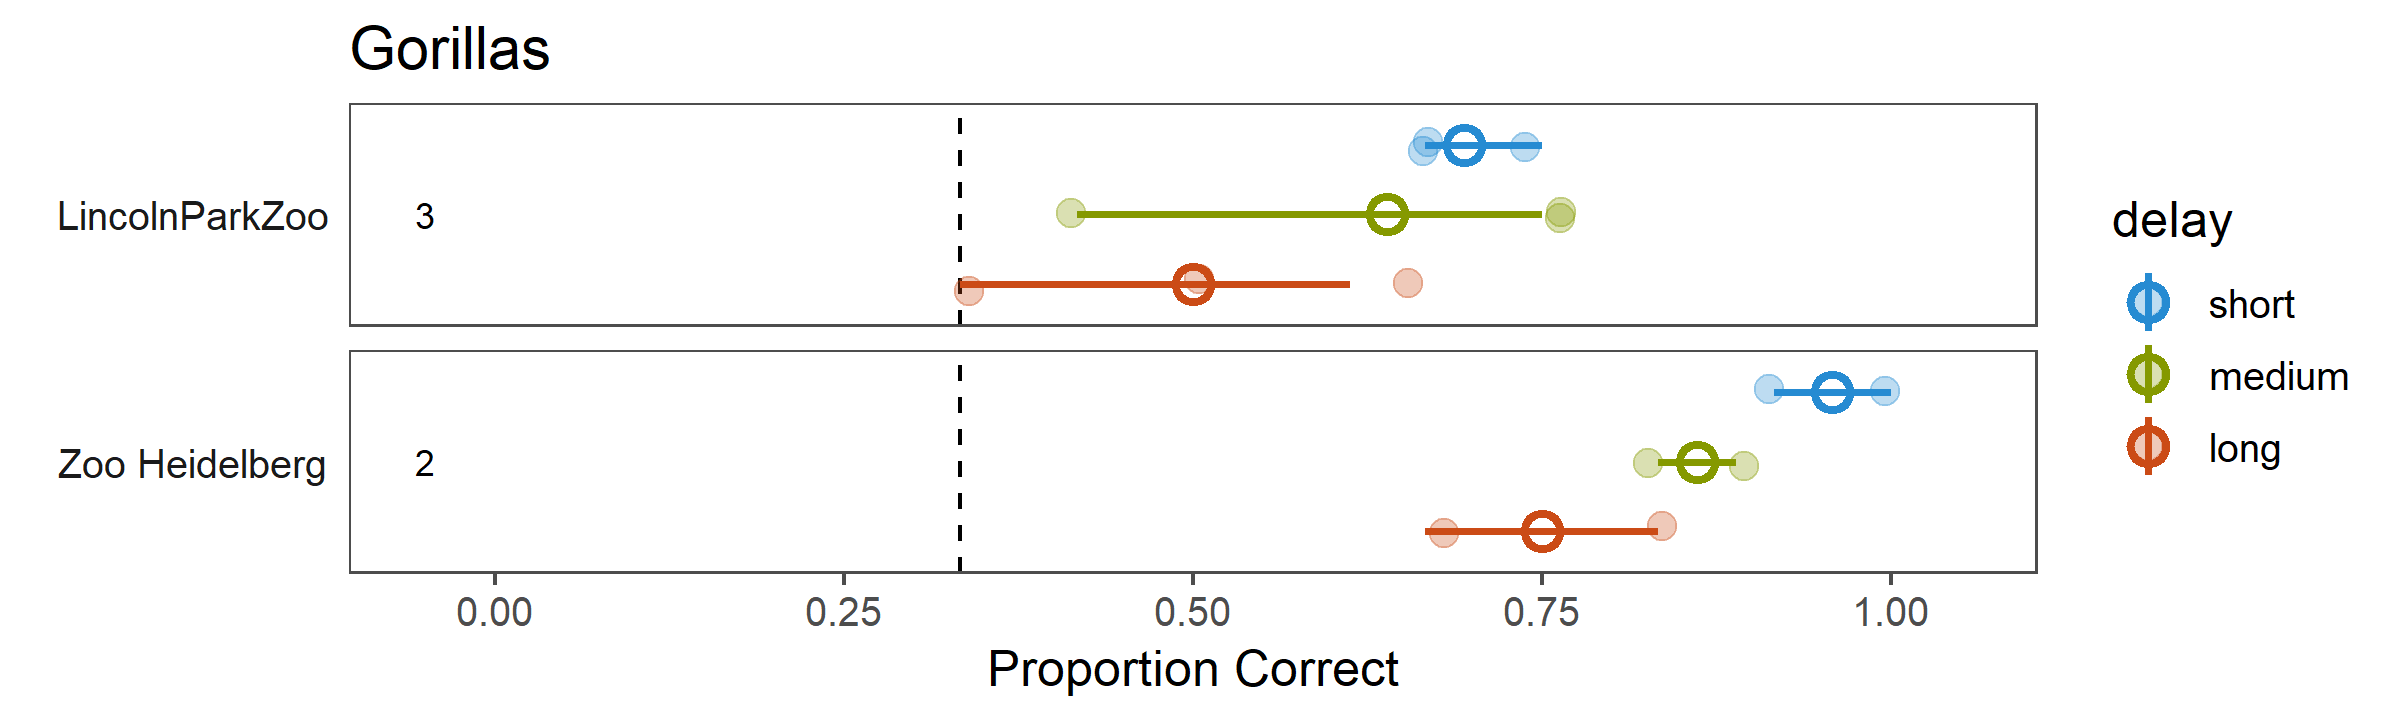 Gorillas
LincolnParkZoo
3
Zoo Heidelberg
2
0.00 0.25 0.50 0.75 1.00
Proportion Correct
delay
short
medium
long